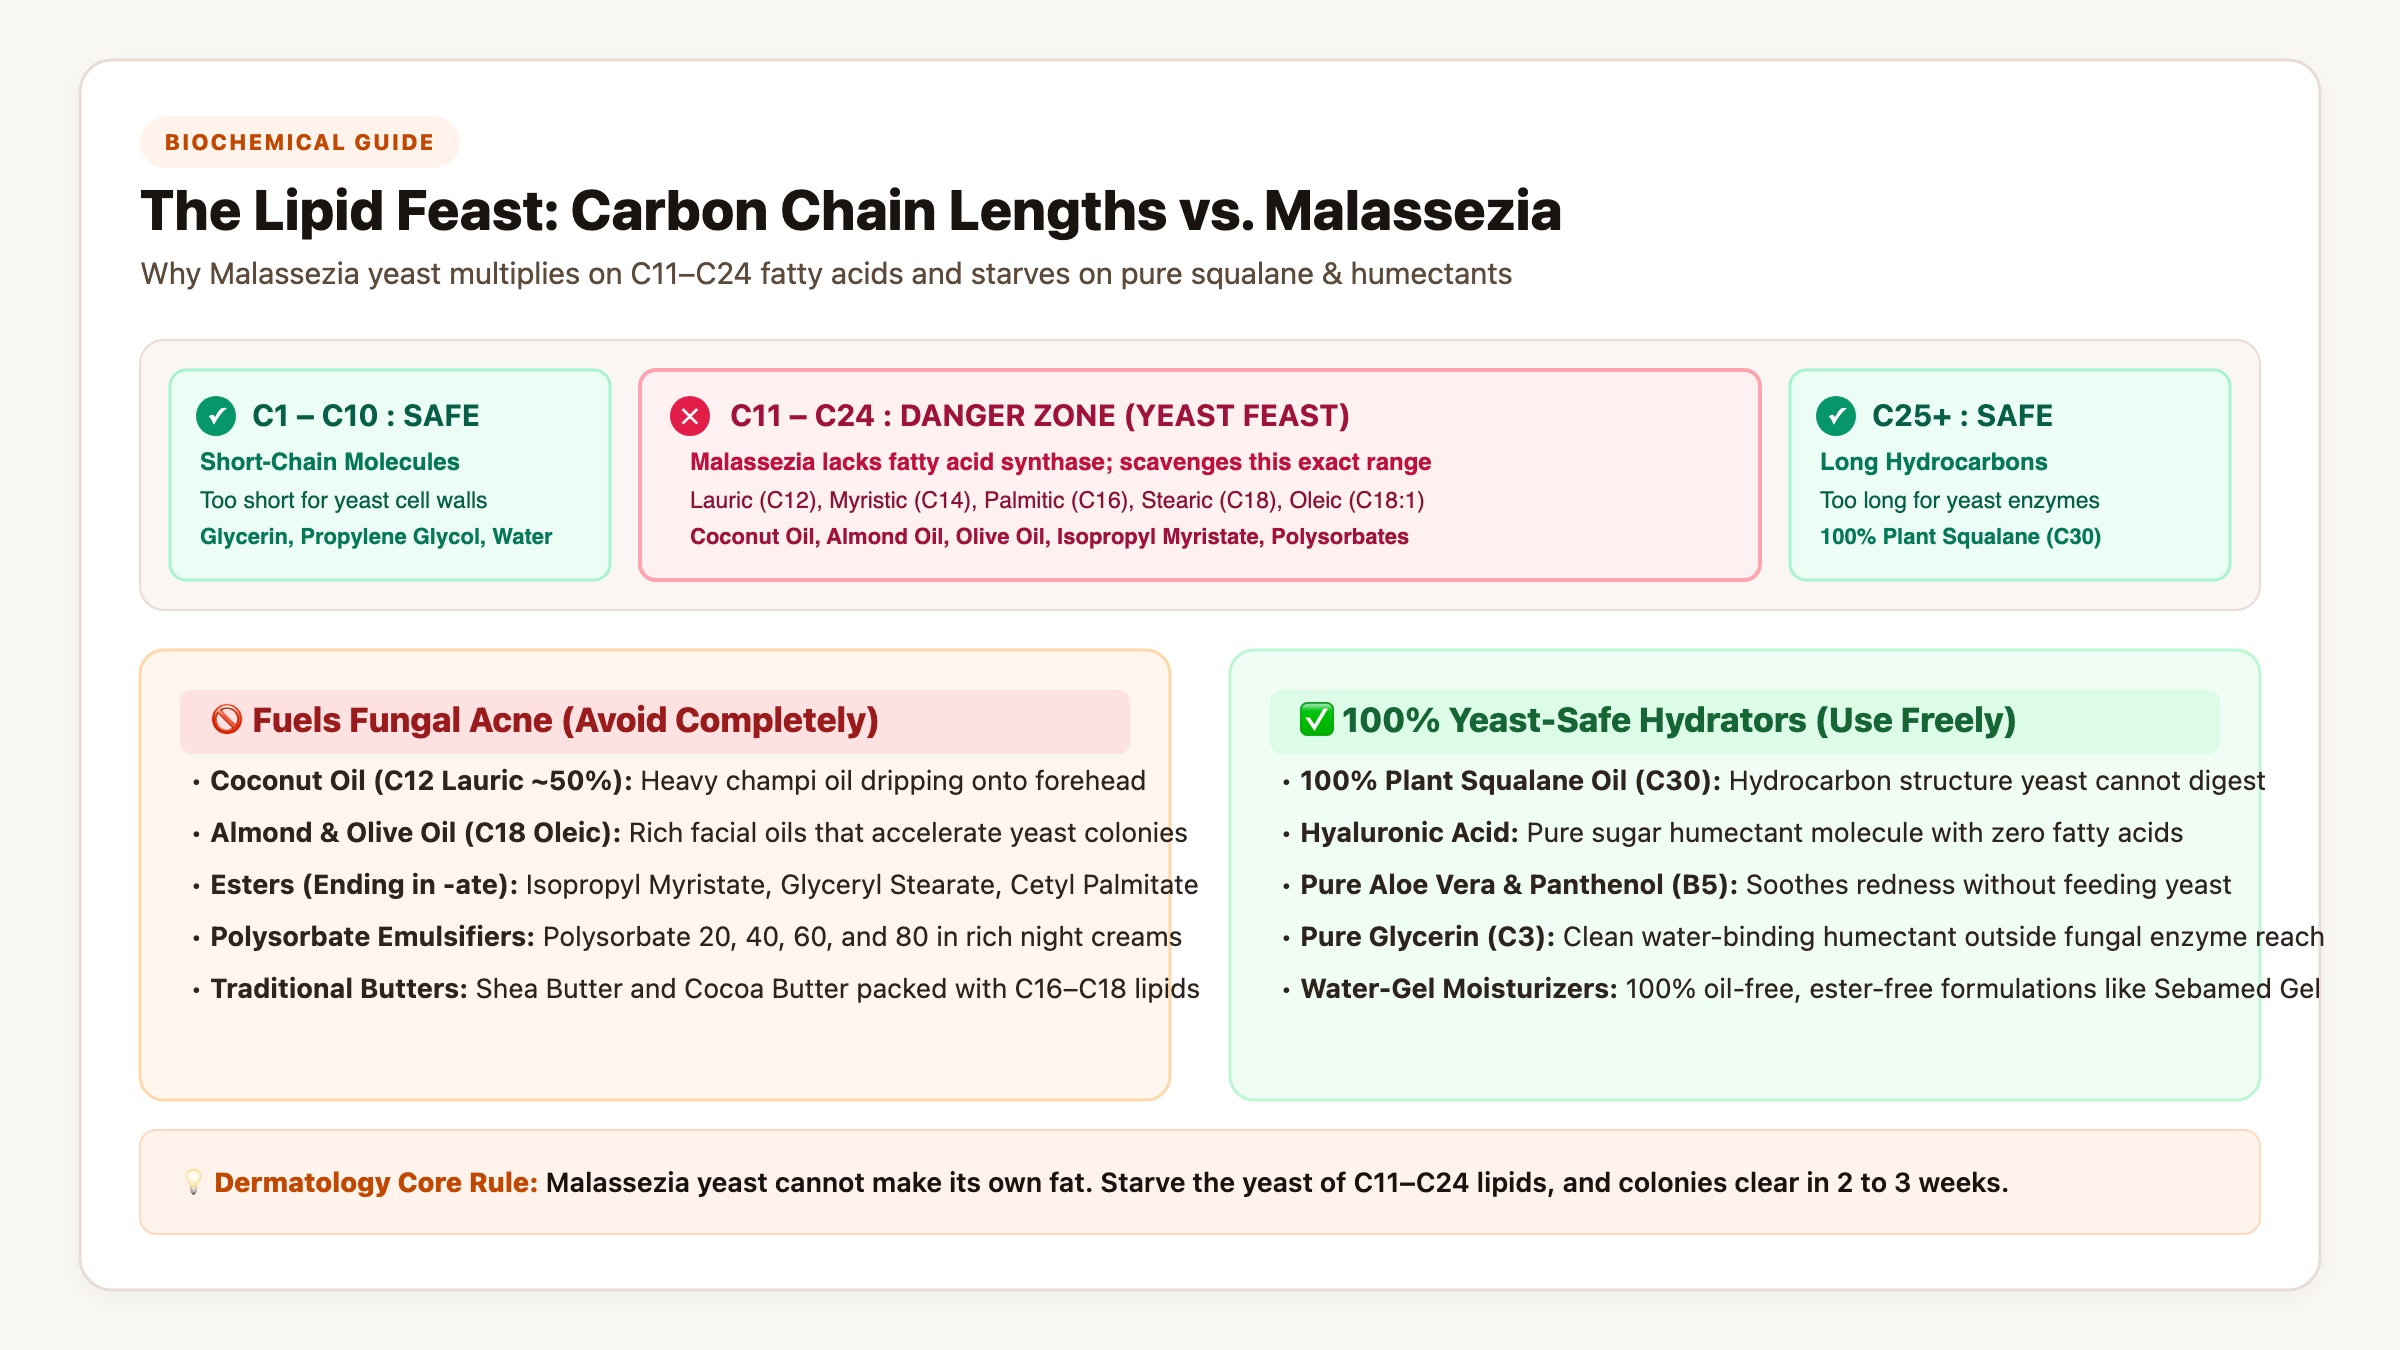 BIOCHEMICAL GUIDE
The Lipid Feast: Carbon Chain Lengths vs. Malassezia
Why Malassezia yeast multiplies on C11–C24 fatty acids and starves on pure squalane & humectants
C1 – C10 : SAFE
Short-Chain Molecules
Too short for yeast cell walls
Glycerin, Propylene Glycol, Water
C11 – C24 : DANGER ZONE (YEAST FEAST)
Malassezia lacks fatty acid synthase; scavenges this exact range
Lauric (C12), Myristic (C14), Palmitic (C16), Stearic (C18), Oleic (C18:1)
Coconut Oil, Almond Oil, Olive Oil, Isopropyl Myristate, Polysorbates
C25+ : SAFE
Long Hydrocarbons
Too long for yeast enzymes
100% Plant Squalane (C30)
🚫 Fuels Fungal Acne (Avoid Completely)
• Coconut Oil (C12 Lauric ~50%): Heavy champi oil dripping onto forehead
• Almond & Olive Oil (C18 Oleic): Rich facial oils that accelerate yeast colonies
• Esters (Ending in -ate): Isopropyl Myristate, Glyceryl Stearate, Cetyl Palmitate
• Polysorbate Emulsifiers: Polysorbate 20, 40, 60, and 80 in rich night creams
• Traditional Butters: Shea Butter and Cocoa Butter packed with C16–C18 lipids
✅ 100% Yeast-Safe Hydrators (Use Freely)
• 100% Plant Squalane Oil (C30): Hydrocarbon structure yeast cannot digest
• Hyaluronic Acid: Pure sugar humectant molecule with zero fatty acids
• Pure Aloe Vera & Panthenol (B5): Soothes redness without feeding yeast
• Pure Glycerin (C3): Clean water-binding humectant outside fungal enzyme reach
• Water-Gel Moisturizers: 100% oil-free, ester-free formulations like Sebamed Gel
💡 Dermatology Core Rule: Malassezia yeast cannot make its own fat. Starve the yeast of C11–C24 lipids, and colonies clear in 2 to 3 weeks.